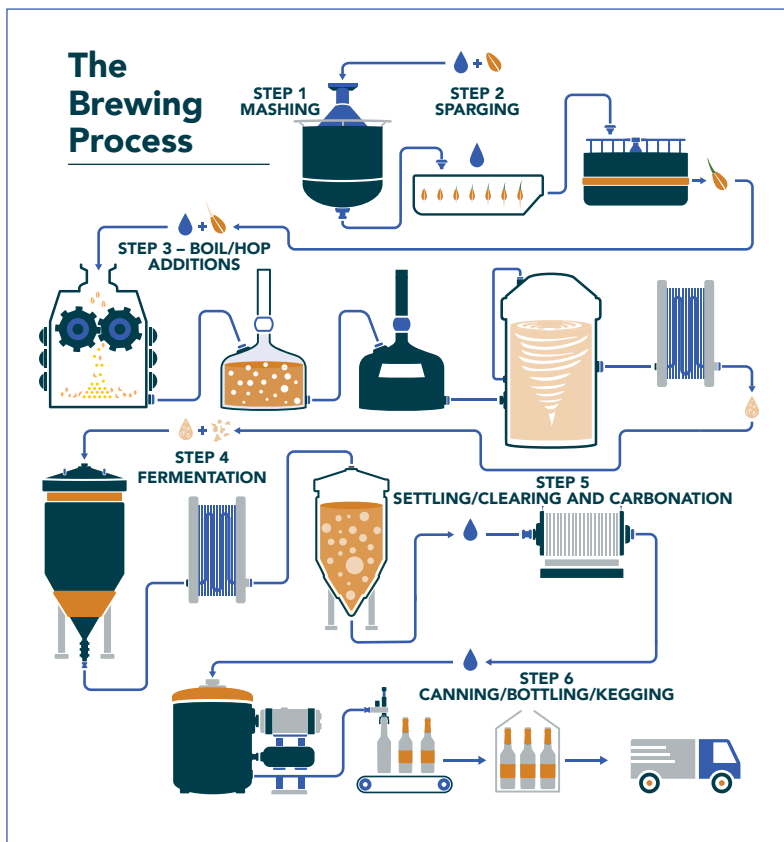 The
Brewing
Process
STEP 1
MASHING
STEP 2
SPARGING
STEP 3 – BOIL/HOP
ADDITIONS
STEP 4
FERMENTATION
STEP 5
SETTLING/CLEARING AND CARBONATION
STEP 6
CANNING/BOTTLING/KEGGING